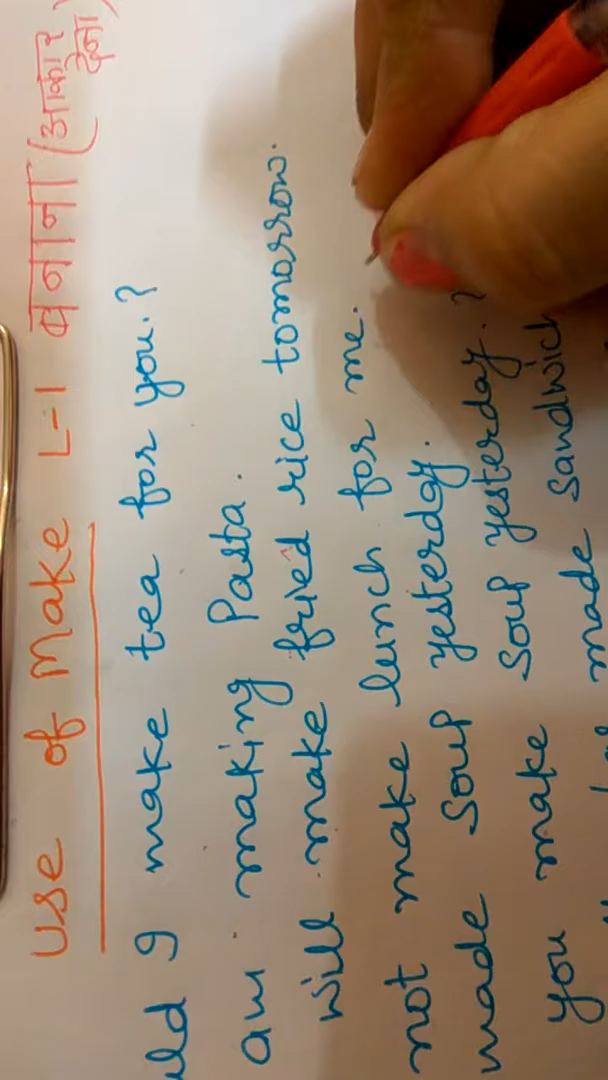 use of Make L-1 बनाना (आकार देना)
uld I make tea for you.?
am making Pasta.
will make fried rice tomorrow.
not make lunch for me.
made soup yesterday.
you make soup yesterday.?
made sandwich